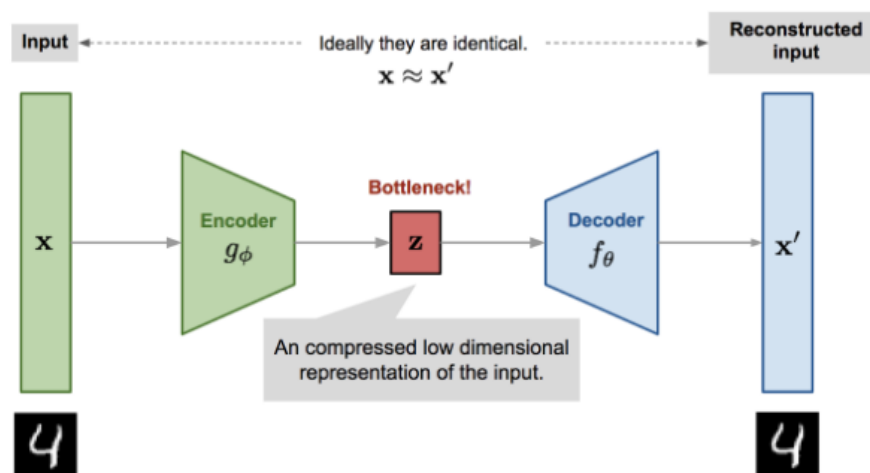 Input
Ideally they are identical.
x ≈ x′
Reconstructed
input
Bottleneck!
x
Encoder
gϕ
z
Decoder
fθ
x′
An compressed low dimensional
representation of the input.
4
4